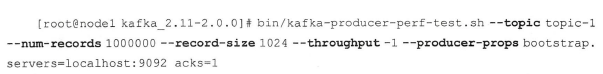 [root@node1 kafka_2.11-2.0.0]# bin/kafka-producer-perf-test.sh --topic topic-1
--num-records 1000000 --record-size 1024 --throughput -1 --producer-props bootstrap.
servers=localhost:9092 acks=1